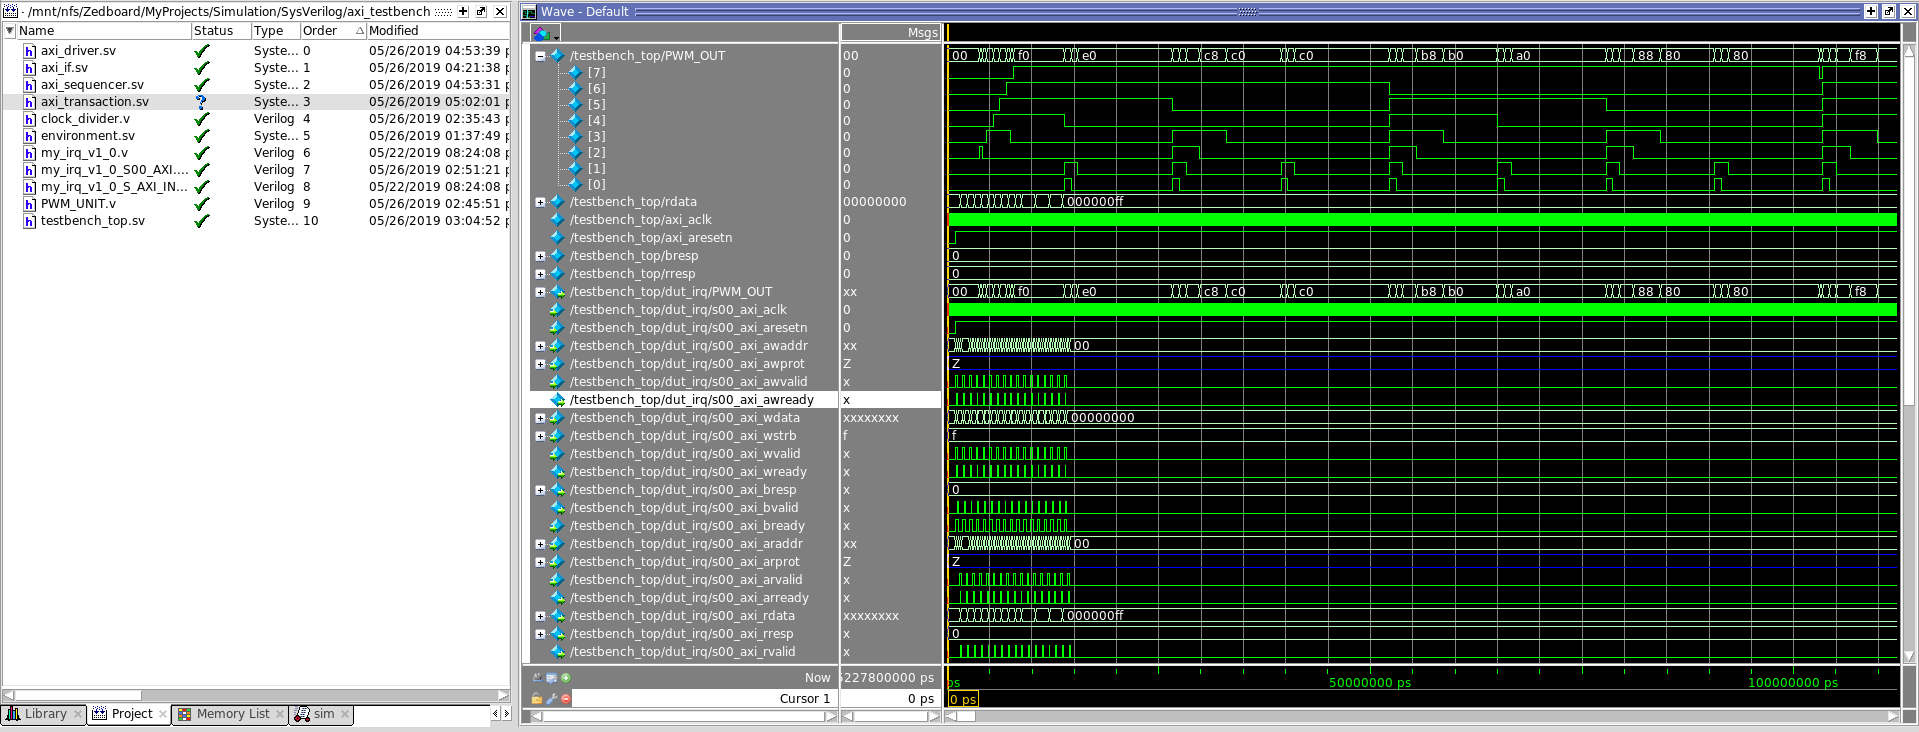 /mnt/nfs/Zedboard/MyProjects/Simulation/SysVerilog/axi_testbench
Name Status Type Order Modified
axi_driver.sv Syste... 0 05/26/2019 04:53:39 p
axi_if.sv Syste... 1 05/26/2019 04:21:38 p
axi_sequencer.sv Syste... 2 05/26/2019 04:53:31 p
axi_transaction.sv Syste... 3 05/26/2019 05:02:01 p
clock_divider.v Verilog 4 05/26/2019 02:35:43 p
environment.sv Syste... 5 05/26/2019 01:37:49 p
my_irq_v1_0.v Verilog 6 05/22/2019 08:24:08 p
my_irq_v1_0_S00_AXI.... Verilog 7 05/26/2019 02:51:21 p
my_irq_v1_0_S_AXI_IN... Verilog 8 05/22/2019 08:24:08 p
PWM_UNIT.v Verilog 9 05/26/2019 02:45:51 p
testbench_top.sv Syste... 10 05/26/2019 03:04:52 p
Library Project Memory List sim
Wave - Default
Msgs
/testbench_top/PWM_OUT 00 00 f0 e0 c8 c0 c0 b8 b0 a0 88 80 80 f8
[7] 0
[6] 0
[5] 0
[4] 0
[3] 0
[2] 0
[1] 0
[0] 0
/testbench_top/rdata 00000000 000000ff
/testbench_top/axi_aclk 0
/testbench_top/axi_aresetn 0
/testbench_top/bresp 0 0
/testbench_top/rresp 0 0
/testbench_top/dut_irq/PWM_OUT xx 00 f0 e0 c8 c0 c0 b8 b0 a0 88 80 80 f8
/testbench_top/dut_irq/s00_axi_aclk 0
/testbench_top/dut_irq/s00_axi_aresetn 0
/testbench_top/dut_irq/s00_axi_awaddr xx 00
/testbench_top/dut_irq/s00_axi_awprot Z Z
/testbench_top/dut_irq/s00_axi_awvalid x
/testbench_top/dut_irq/s00_axi_awready x
/testbench_top/dut_irq/s00_axi_wdata xxxxxxxx 00000000
/testbench_top/dut_irq/s00_axi_wstrb f f
/testbench_top/dut_irq/s00_axi_wvalid x
/testbench_top/dut_irq/s00_axi_wready x
/testbench_top/dut_irq/s00_axi_bresp x 0
/testbench_top/dut_irq/s00_axi_bvalid x
/testbench_top/dut_irq/s00_axi_bready x
/testbench_top/dut_irq/s00_axi_araddr xx 00
/testbench_top/dut_irq/s00_axi_arprot Z Z
/testbench_top/dut_irq/s00_axi_arvalid x
/testbench_top/dut_irq/s00_axi_arready x
/testbench_top/dut_irq/s00_axi_rdata xxxxxxxx 000000ff
/testbench_top/dut_irq/s00_axi_rresp x 0
/testbench_top/dut_irq/s00_axi_rvalid x
Now 227800000 ps ps 50000000 ps 100000000 ps
Cursor 1 0 ps 0 ps